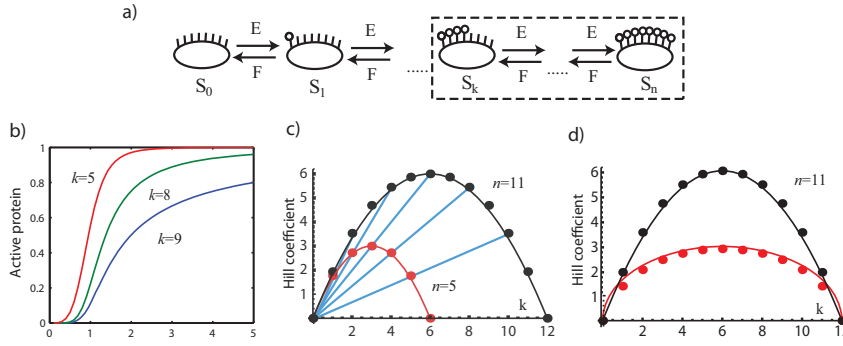 a)
E E E
F F F
S0 S1 ..... Sk ..... Sn
b)
Active protein
1
0.8
0.6
0.4
0.2
0
0 1 2 3 4 5
k=5
k=8
k=9
c)
Hill coefficient
6
5
4
3
2
1
2 4 6 8 10 12
n=11
n=5
k
d)
Hill coefficient
6
5
4
3
2
1
2 4 6 8 10 12
n=11
k